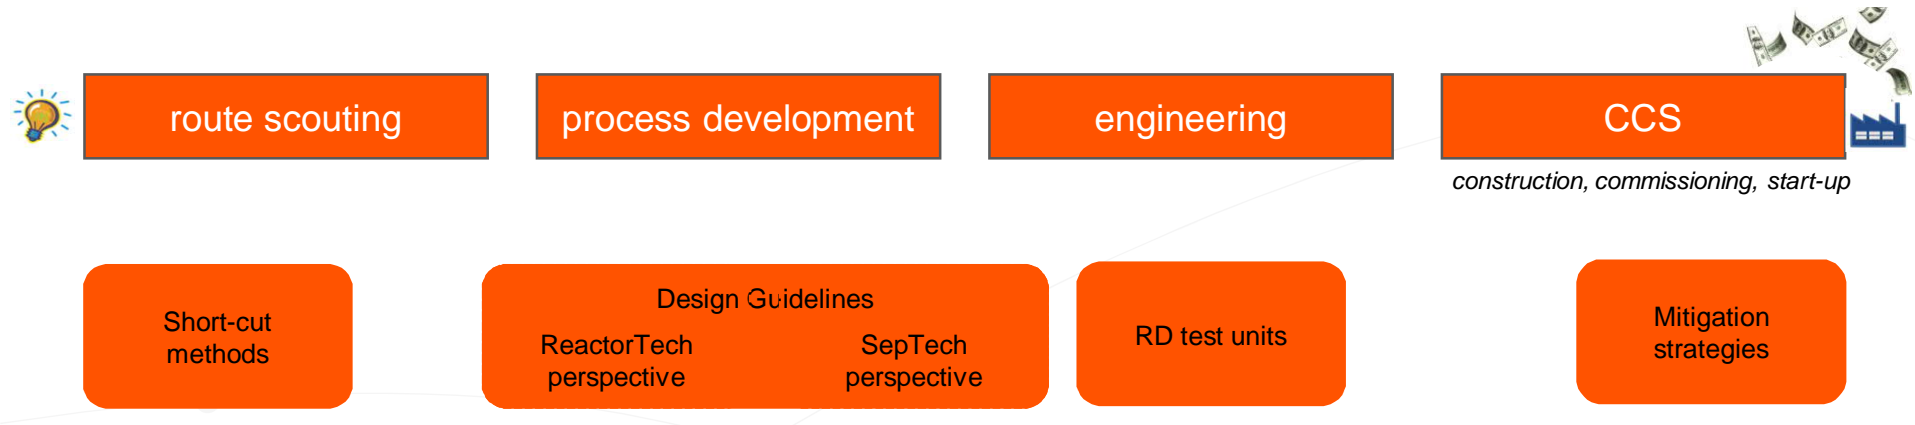 route scouting
process development
engineering
CCS
construction, commissioning, start-up
Short-cut
methods
Design Guidelines
ReactorTech
perspective
SepTech
perspective
RD test units
Mitigation
strategies